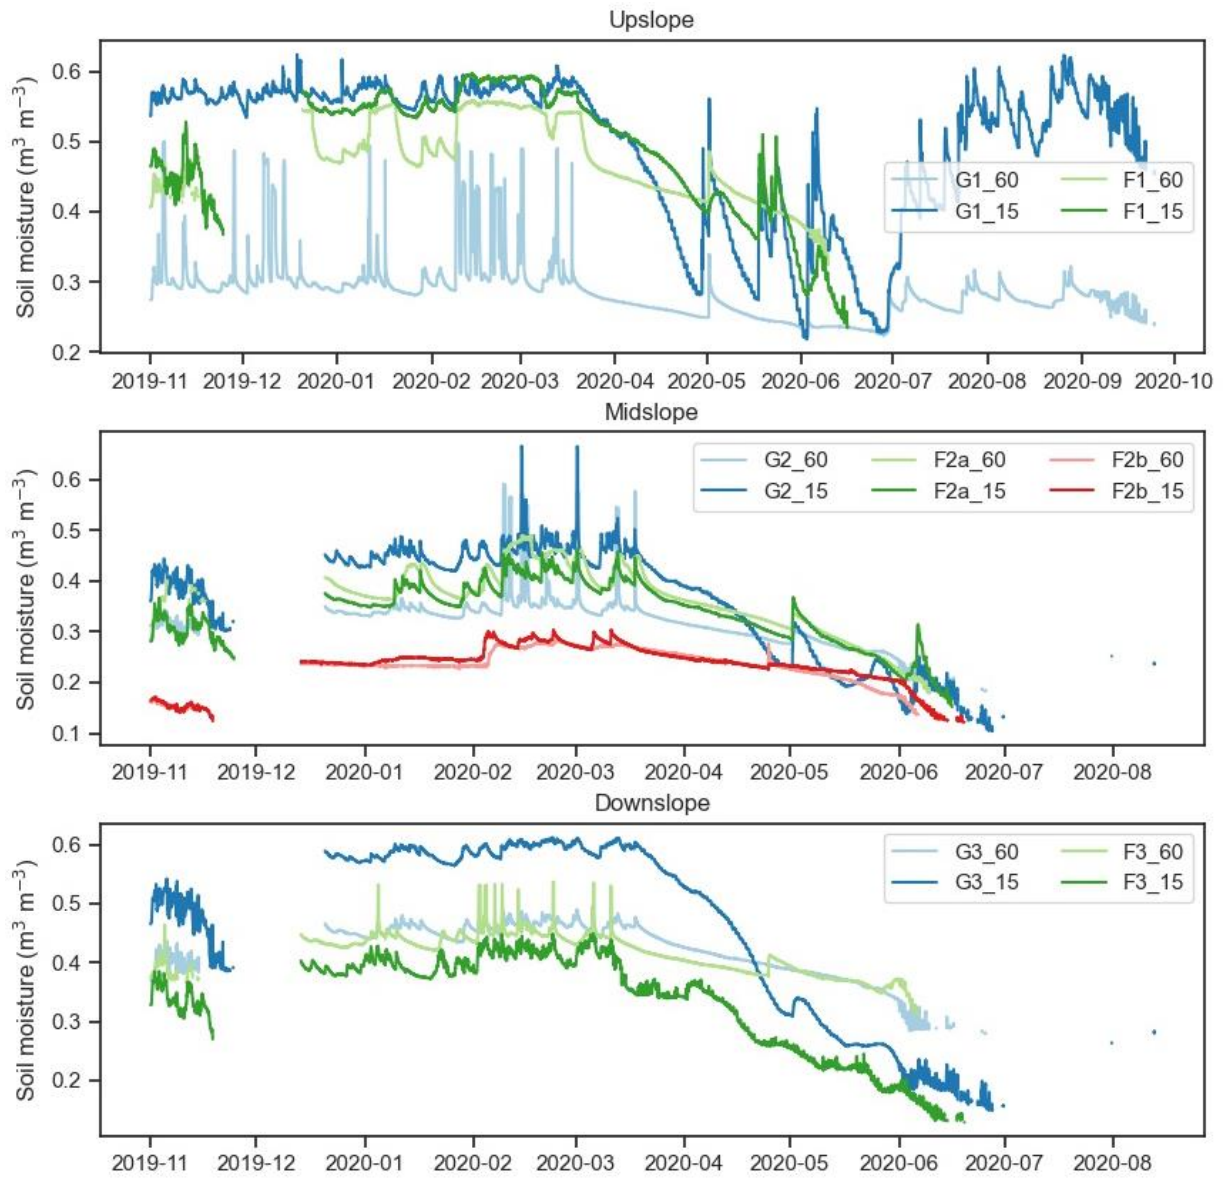 Upslope
Soil moisture (m³ m⁻³)
0.6
0.5
0.4
0.3
0.2
G1_60 F1_60
G1_15 F1_15
2019-11 2019-12 2020-01 2020-02 2020-03 2020-04 2020-05 2020-06 2020-07 2020-08 2020-09 2020-10
Midslope
Soil moisture (m³ m⁻³)
0.6
0.5
0.4
0.3
0.2
0.1
G2_60 F2a_60 F2b_60
G2_15 F2a_15 F2b_15
2019-11 2019-12 2020-01 2020-02 2020-03 2020-04 2020-05 2020-06 2020-07 2020-08
Downslope
Soil moisture (m³ m⁻³)
0.6
0.5
0.4
0.3
0.2
G3_60 F3_60
G3_15 F3_15
2019-11 2019-12 2020-01 2020-02 2020-03 2020-04 2020-05 2020-06 2020-07 2020-08